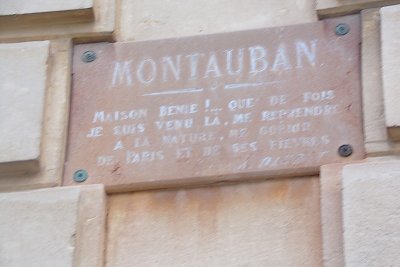 MONTAUBAN
MAISON BENIE !... QUE DE FOIS
JE SUIS VENU LA, ME REPRENDRE
A LA NATURE, ME GUERIR
DE PARIS ET DE SES FIEVRES